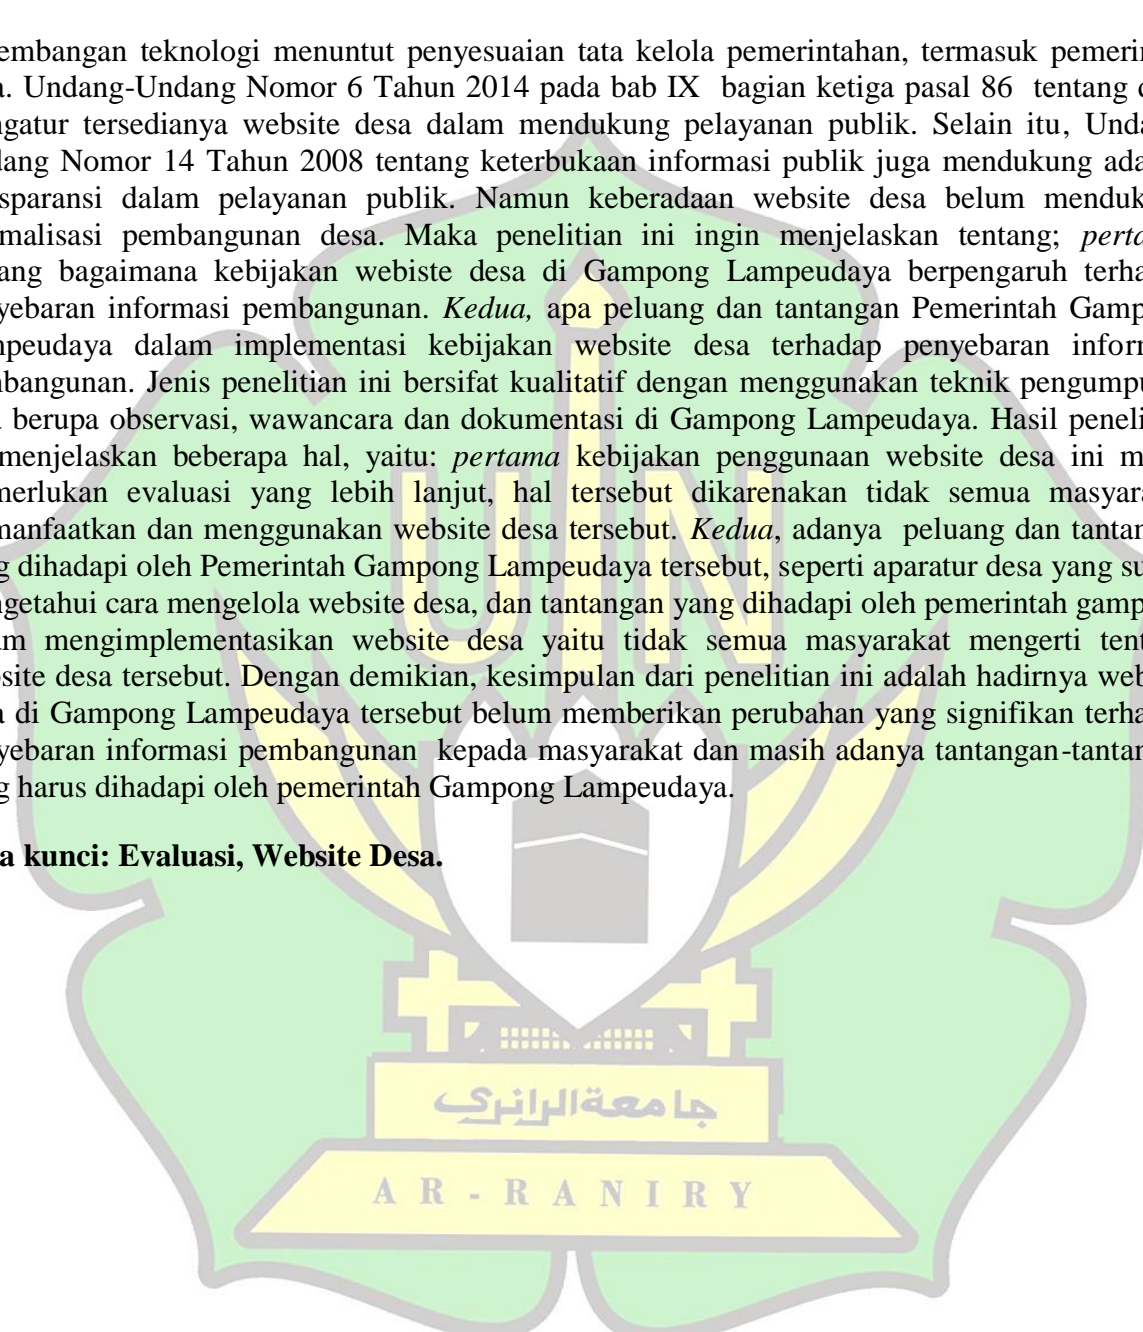 embangan teknologi menuntut penyesuaian tata kelola pemerintahan, termasuk pemerin
a. Undang-Undang Nomor 6 Tahun 2014 pada bab IX bagian ketiga pasal 86 tentang d
ngatur tersedianya website desa dalam mendukung pelayanan publik. Selain itu, Unda
dang Nomor 14 Tahun 2008 tentang keterbukaan informasi publik juga mendukung ada
sparansi dalam pelayanan publik. Namun keberadaan website desa belum menduk
malisasi pembangunan desa. Maka penelitian ini ingin menjelaskan tentang; perta
ang bagaimana kebijakan webiste desa di Gampong Lampeudaya berpengaruh terha
yebaran informasi pembangunan. Kedua, apa peluang dan tantangan Pemerintah Gamp
npeudaya dalam implementasi kebijakan website desa terhadap penyebaran inform
nbangunan. Jenis penelitian ini bersifat kualitatif dengan menggunakan teknik pengumpu
a berupa observasi, wawancara dan dokumentasi di Gampong Lampeudaya. Hasil peneli
menjelaskan beberapa hal, yaitu: pertama kebijakan penggunaan website desa ini m
merlukan evaluasi yang lebih lanjut, hal tersebut dikarenakan tidak semua masyara
manfaatkan dan menggunakan website desa tersebut. Kedua, adanya peluang dan tantan
g dihadapi oleh Pemerintah Gampong Lampeudaya tersebut, seperti aparatur desa yang su
ngetahui cara mengelola website desa, dan tantangan yang dihadapi oleh pemerintah gamp
am mengimplementasikan website desa yaitu tidak semua masyarakat mengerti tent
bsite desa tersebut. Dengan demikian, kesimpulan dari penelitian ini adalah hadirnya web
a di Gampong Lampeudaya tersebut belum memberikan perubahan yang signifikan terha
yebaran informasi pembangunan kepada masyarakat dan masih adanya tantangan-tantan
g harus dihadapi oleh pemerintah Gampong Lampeudaya.
a kunci: Evaluasi, Website Desa.
UIN
جامعة الرانري
AR-RANIRY